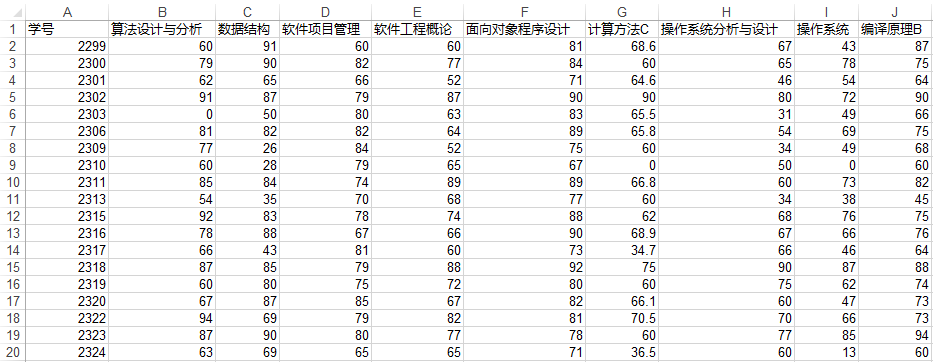 A B C D E F G H I J
1 学号 算法设计与分析 数据结构 软件项目管理 软件工程概论 面向对象程序设计 计算方法C 操作系统分析与设计 操作系统 编译原理B
2 2299 60 91 60 60 81 68.6 67 43 87
3 2300 79 90 82 77 84 60 65 78 75
4 2301 62 65 66 52 71 64.6 46 54 64
5 2302 91 87 79 87 90 90 80 72 90
6 2303 0 50 80 63 83 65.5 31 49 66
7 2306 81 82 82 64 89 65.8 54 69 75
8 2309 77 26 84 52 75 60 34 49 68
9 2310 60 28 79 65 67 0 50 0 60
10 2311 85 84 74 89 89 66.8 60 73 82
11 2313 54 35 70 68 77 60 34 38 45
12 2315 92 83 78 74 88 62 68 76 75
13 2316 78 88 67 66 90 68.9 67 66 76
14 2317 66 43 81 60 73 34.7 66 46 64
15 2318 87 85 79 88 92 75 90 87 88
16 2319 60 80 75 72 80 60 75 62 74
17 2320 67 87 85 67 82 66.1 60 47 73
18 2322 94 69 79 82 81 70.5 70 66 73
19 2323 87 90 80 77 78 60 77 85 94
20 2324 63 69 65 65 71 36.5 60 13 60